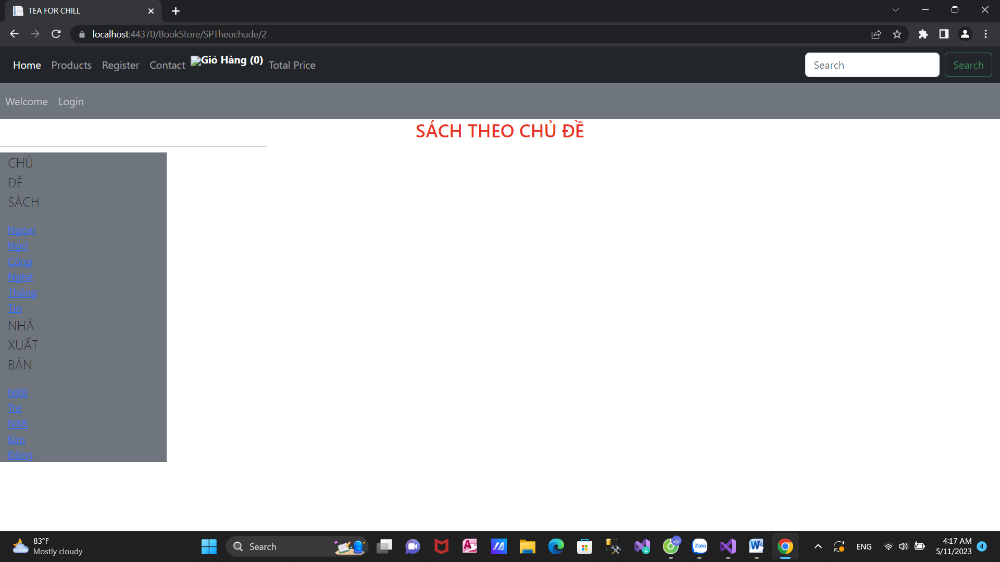 TEA FOR CHILL
localhost:44370/BookStore/SPTheochude/2
Home Products Register Contact Giỏ Hàng (0) Total Price Search Search
Welcome Login
SÁCH THEO CHỦ ĐỀ
CHỦ
ĐỀ
SÁCH
Ngoại
Ngữ
Công
Nghệ
Thông
Tin
NHÀ
XUẤT
BẢN
NXB
Trẻ
NXB
Kim
Đồng
83°F
Mostly cloudy
Search
Zalo
ENG
4:17 AM
5/11/2023
4